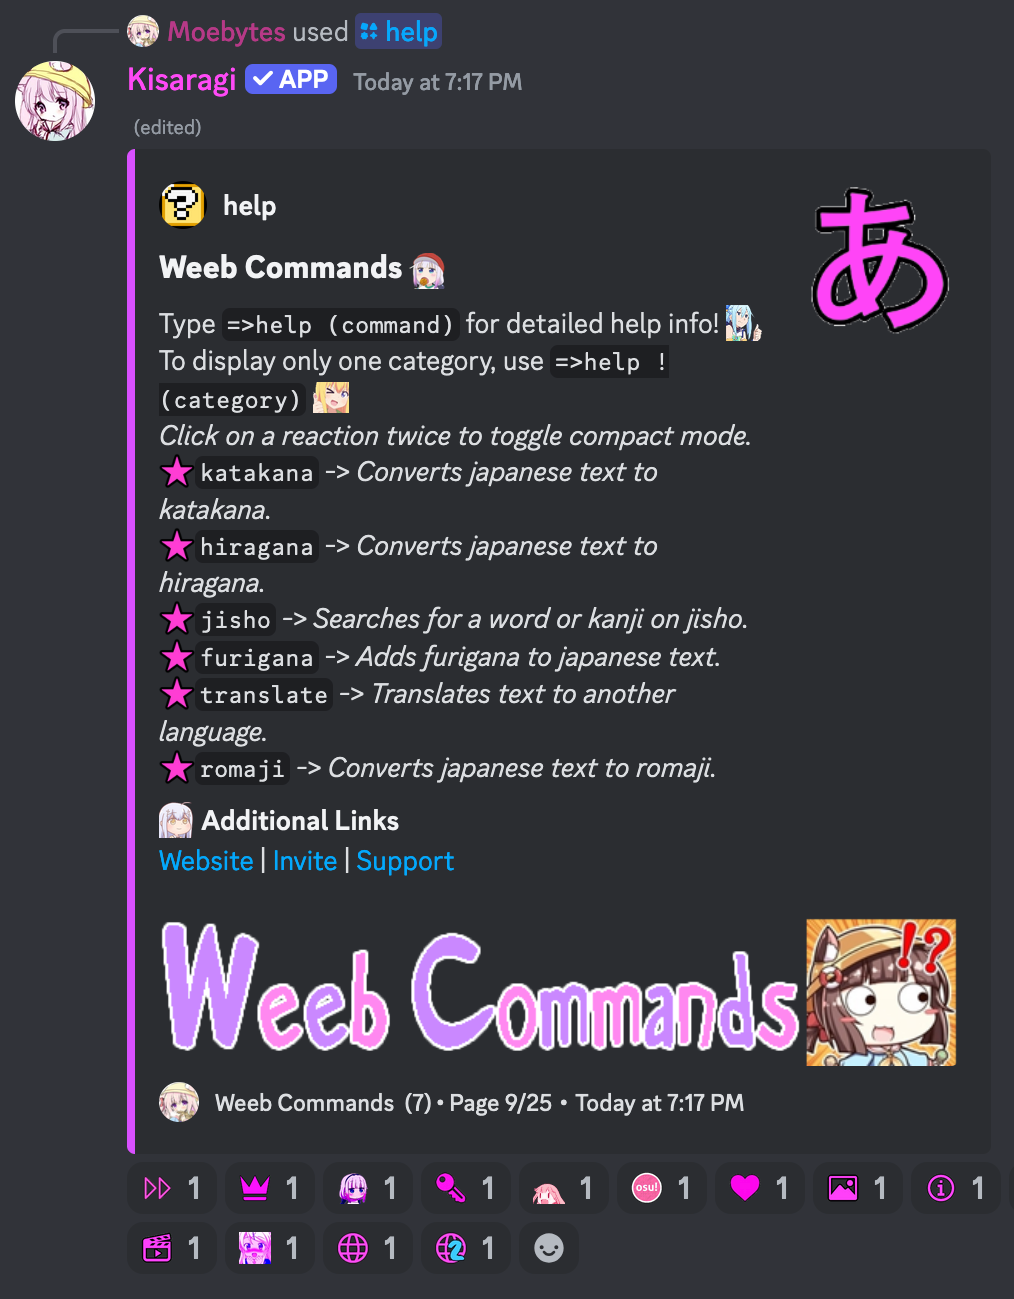 Moebytes used help
Kisaragi ✓ APP Today at 7:17 PM
(edited)
? help
あ
Weeb Commands
Type =>help (command) for detailed help info!
To display only one category, use =>help !
(category)
Click on a reaction twice to toggle compact mode.
katakana -> Converts japanese text to
katakana.
hiragana -> Converts japanese text to
hiragana.
jisho -> Searches for a word or kanji on jisho.
furigana -> Adds furigana to japanese text.
translate -> Translates text to another
language.
romaji -> Converts japanese text to romaji.
Additional Links
Website | Invite | Support
Weeb Commands !?
Weeb Commands (7) • Page 9/25 • Today at 7:17 PM
1 1 1 1 1 osu! 1 1 1 i 1
1 1 1 2 1